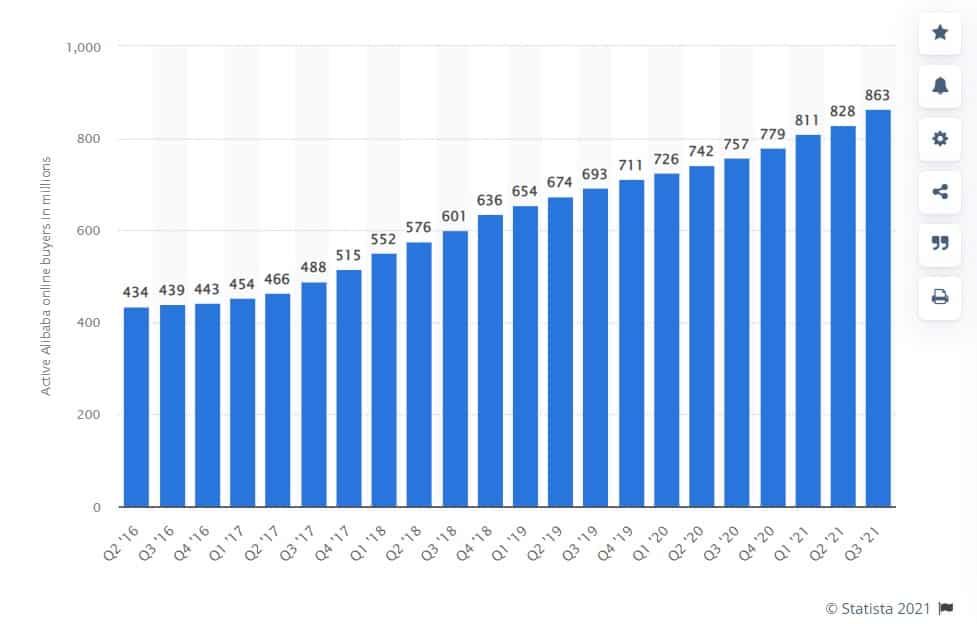 1,000
800
600
400
200
0
Active Alibaba online buyers in millions
434 439 443 454 466 488 515 552 576 601 636 654 674 693 711 726 742 757 779 811 828 863
Q2 '16 Q3 '16 Q4 '16 Q1 '17 Q2 '17 Q3 '17 Q4 '17 Q1 '18 Q2 '18 Q3 '18 Q4 '18 Q1 '19 Q2 '19 Q3 '19 Q4 '19 Q1 '20 Q2 '20 Q3 '20 Q4 '20 Q1 '21 Q2 '21 Q3 '21
© Statista 2021